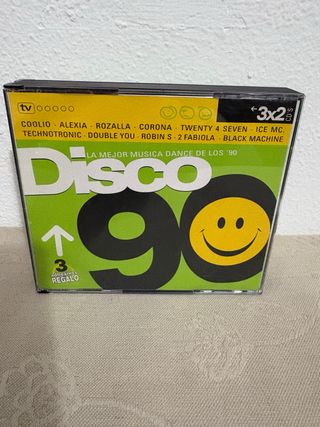 tv
←3x2
CD'S
COOLIO · ALEXIA · ROZALLA · CORONA · TWENTY 4 SEVEN · ICE MC.
TECHNOTRONIC · DOUBLE YOU · ROBIN S · 2 FABIOLA · BLACK MACHINE
LA MEJOR MUSICA DANCE DE LOS '90
Disco
90
3
REGALO